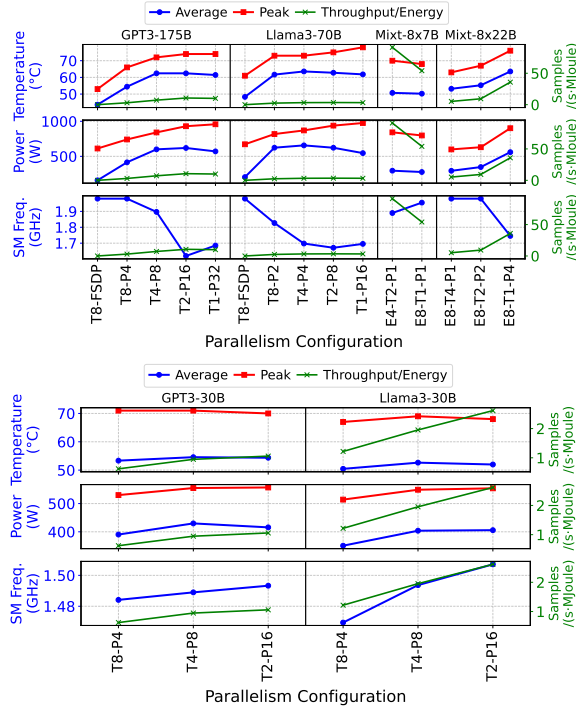 Average Peak Throughput/Energy
GPT3-175B Llama3-70B Mixt-8x7B Mixt-8x22B
Temperature (°C)
70
60
50
Samples /(s·MJoule)
50
0
Power (W)
1000
500
Samples /(s·MJoule)
50
0
SM Freq. (GHz)
1.9
1.8
1.7
Samples /(s·MJoule)
50
0
T8-FSDP T8-P4 T4-P8 T2-P16 T1-P32 T8-FSDP T8-P2 T4-P4 T2-P8 T1-P16 E4-T2-P1 E8-T1-P1 E8-T4-P1 E8-T2-P2 E8-T1-P4
Parallelism Configuration
Average Peak Throughput/Energy
GPT3-30B Llama3-30B
Temperature (°C)
70
60
50
Samples /(s·MJoule)
2
1
Power (W)
500
400
Samples /(s·MJoule)
2
1
SM Freq. (GHz)
1.50
1.48
Samples /(s·MJoule)
2
1
T8-P4 T4-P8 T2-P16 T8-P4 T4-P8 T2-P16
Parallelism Configuration